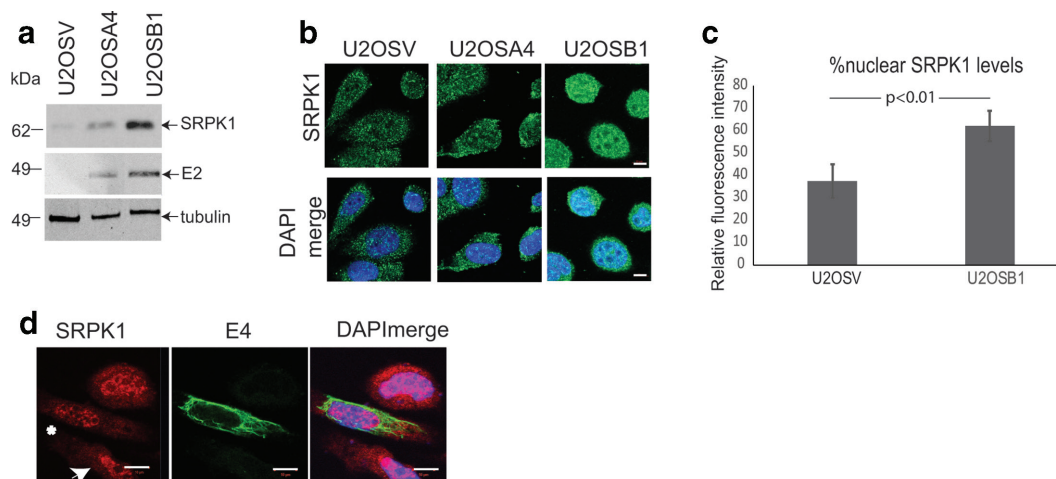 a
U2OSV
U2OSA4
U2OSB1
kDa
62
SRPK1
49
E2
49
tubulin
b
U2OSV U2OSA4 U2OSB1
SRPK1
DAPI
merge
c
%nuclear SRPK1 levels
p<0.01
Relative fluorescence intensity
80
70
60
50
40
30
20
10
0
U2OSV U2OSB1
d
SRPK1 E4 DAPImerge